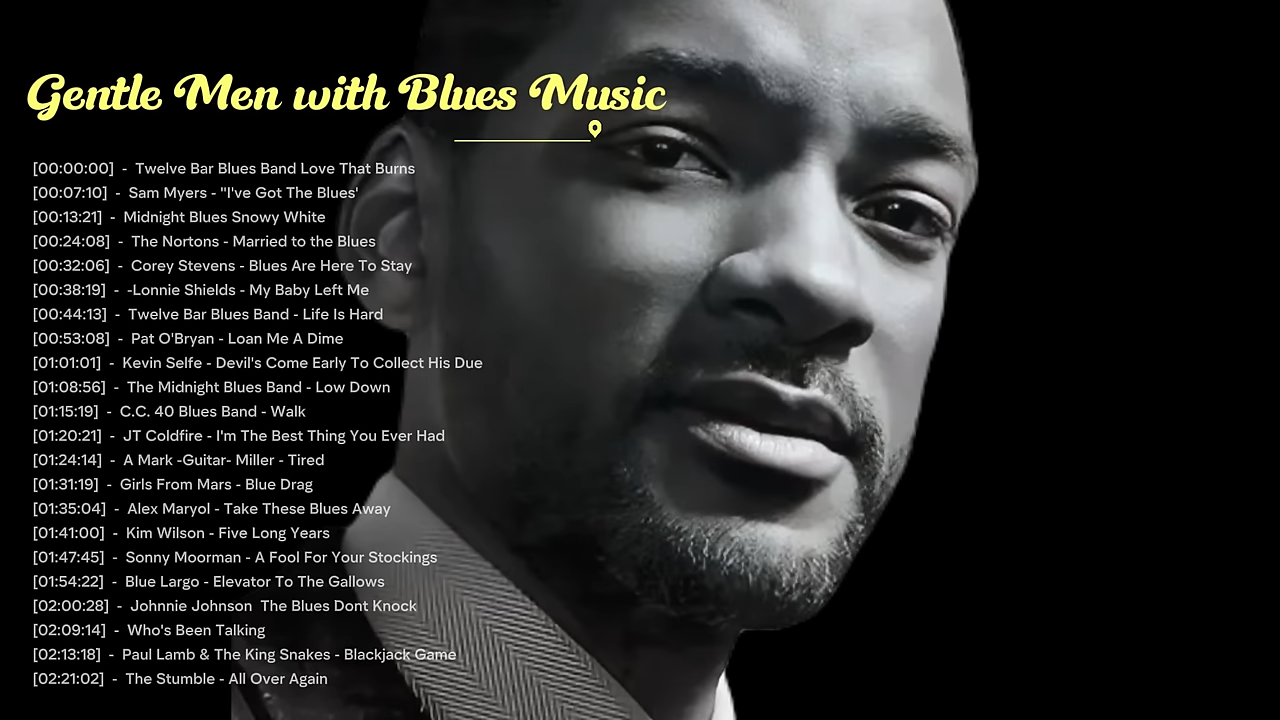 Gentle Men with Blues Music
[00:00:00] - Twelve Bar Blues Band Love That Burns
[00:07:10] - Sam Myers - "I've Got The Blues'
[00:13:21] - Midnight Blues Snowy White
[00:24:08] - The Nortons - Married to the Blues
[00:32:06] - Corey Stevens - Blues Are Here To Stay
[00:38:19] - -Lonnie Shields - My Baby Left Me
[00:44:13] - Twelve Bar Blues Band - Life Is Hard
[00:53:08] - Pat O'Bryan - Loan Me A Dime
[01:01:01] - Kevin Selfe - Devil's Come Early To Collect His Due
[01:08:56] - The Midnight Blues Band - Low Down
[01:15:19] - C.C. 40 Blues Band - Walk
[01:20:21] - JT Coldfire - I'm The Best Thing You Ever Had
[01:24:14] - A Mark -Guitar- Miller - Tired
[01:31:19] - Girls From Mars - Blue Drag
[01:35:04] - Alex Maryol - Take These Blues Away
[01:41:00] - Kim Wilson - Five Long Years
[01:47:45] - Sonny Moorman - A Fool For Your Stockings
[01:54:22] - Blue Largo - Elevator To The Gallows
[02:00:28] - Johnnie Johnson  The Blues Dont Knock
[02:09:14] - Who's Been Talking
[02:13:18] - Paul Lamb & The King Snakes - Blackjack Game
[02:21:02] - The Stumble - All Over Again